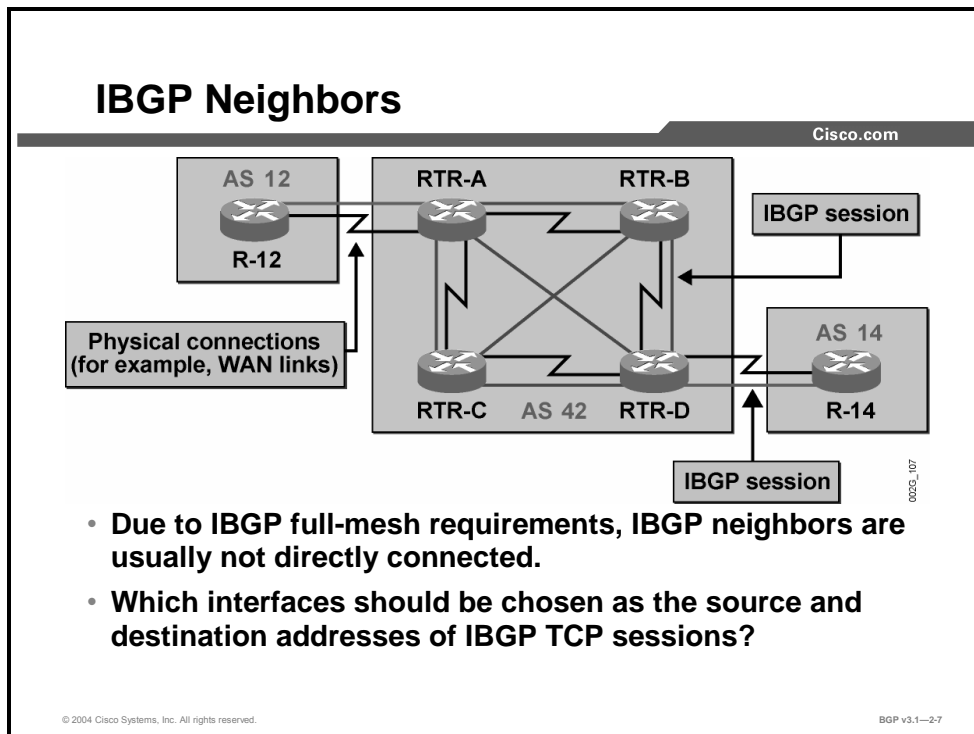 IBGP Neighbors
Cisco.com
AS 12
RTR-A
RTR-B
IBGP session
R-12
Physical connections
(for example, WAN links)
AS 14
RTR-C
AS 42
RTR-D
R-14
IBGP session
002G_107
• Due to IBGP full-mesh requirements, IBGP neighbors are
usually not directly connected.
• Which interfaces should be chosen as the source and
destination addresses of IBGP TCP sessions?
© 2004 Cisco Systems, Inc. All rights reserved.
BGP v3.1—2-7